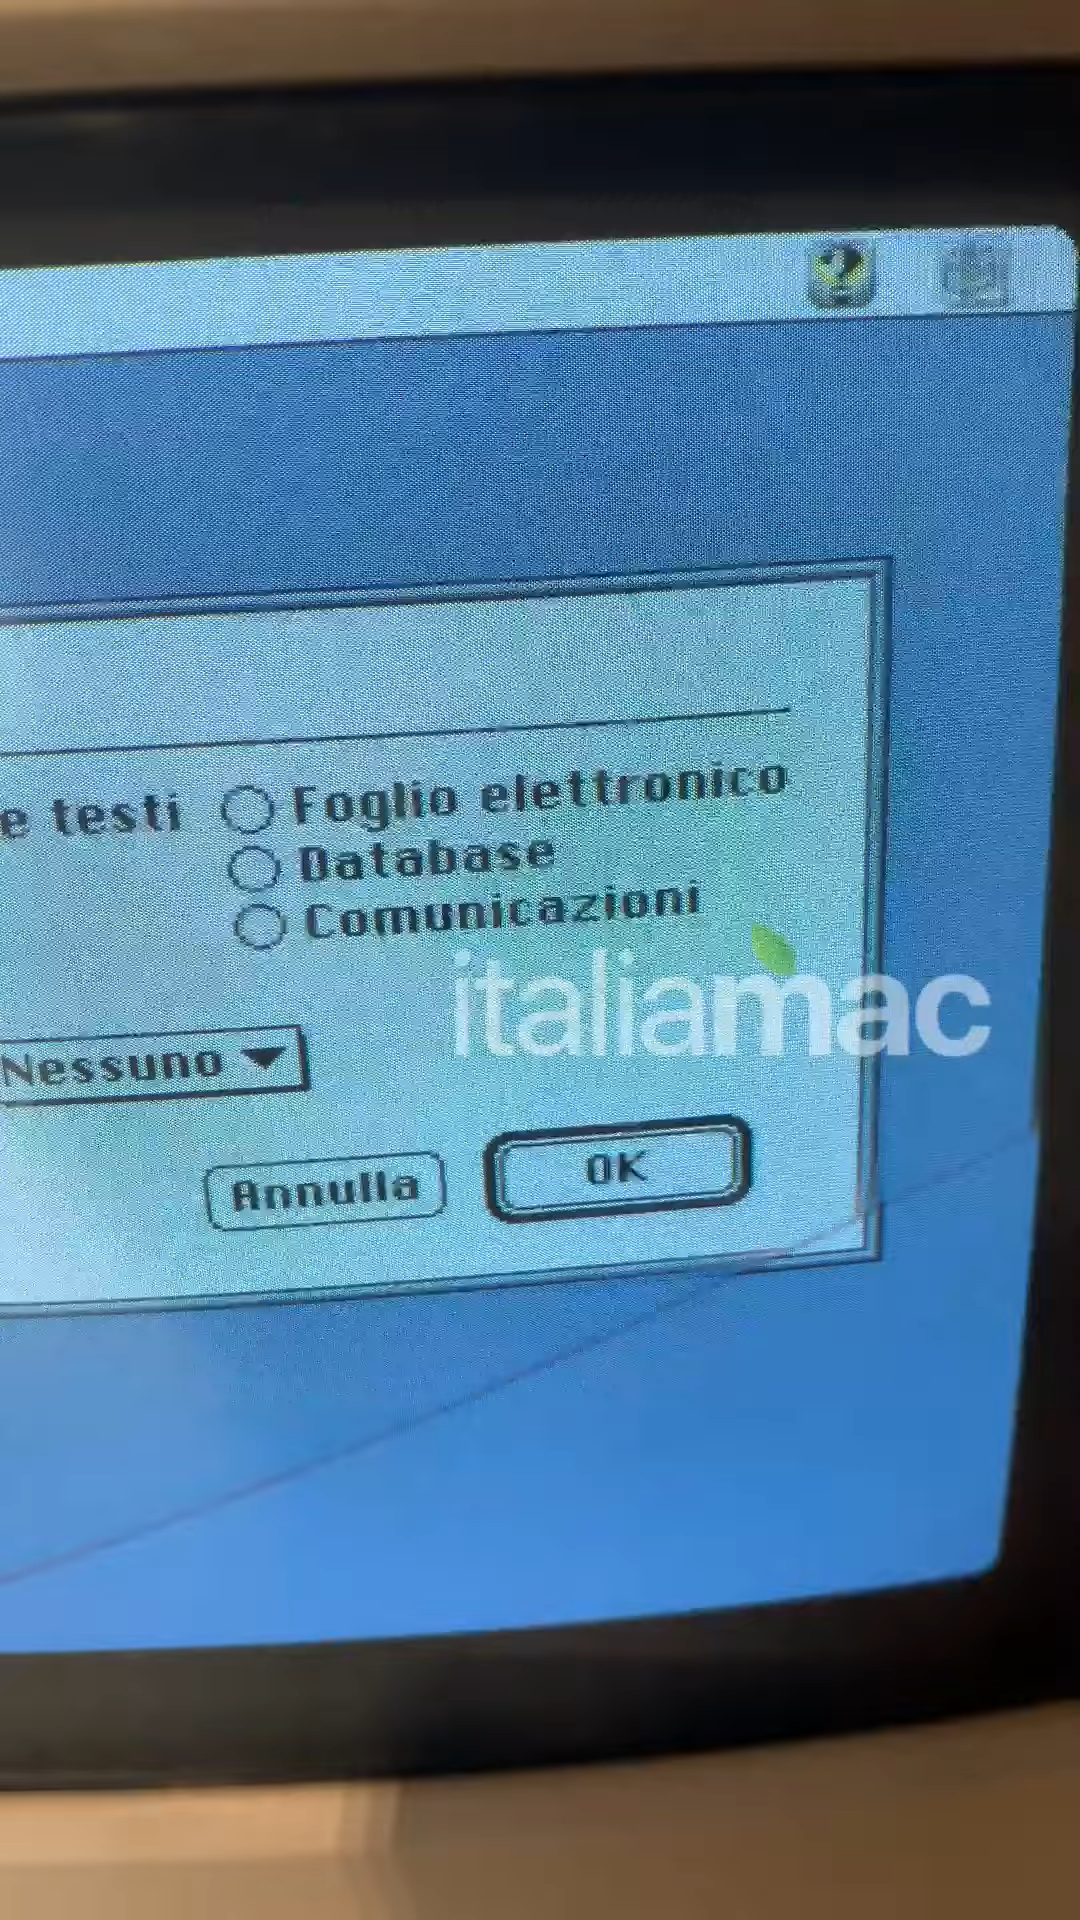 e testi
Foglio elettronico
Database
Comunicazioni
italiamac
Nessuno
Annulla
OK